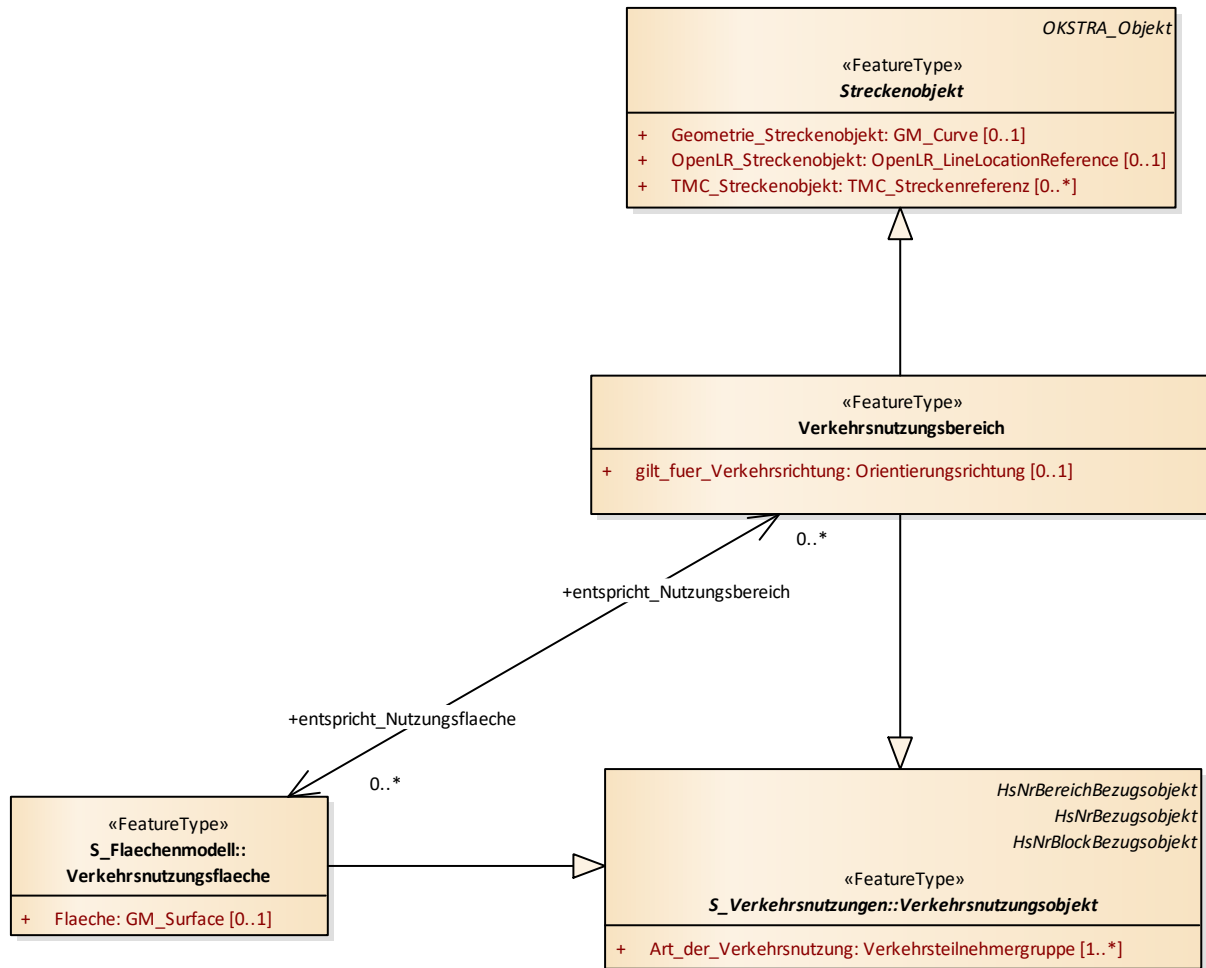 OKSTRA_Objekt
«FeatureType»
Streckenobjekt
+ Geometrie_Streckenobjekt: GM_Curve [0..1]
+ OpenLR_Streckenobjekt: OpenLR_LineLocationReference [0..1]
+ TMC_Streckenobjekt: TMC_Streckenreferenz [0..*]
«FeatureType»
Verkehrsnutzungsbereich
+ gilt_fuer_Verkehrsrichtung: Orientierungsrichtung [0..1]
0..*
+entspricht_Nutzungsbereich
+entspricht_Nutzungsflaeche
0..*
«FeatureType»
S_Flaechenmodell::
Verkehrsnutzungsflaeche
+ Flaeche: GM_Surface [0..1]
HsNrBereichBezugsobjekt
HsNrBezugsobjekt
HsNrBlockBezugsobjekt
«FeatureType»
S_Verkehrsnutzungen::Verkehrsnutzungsobjekt
+ Art_der_Verkehrsnutzung: Verkehrsteilnehmergruppe [1..*]